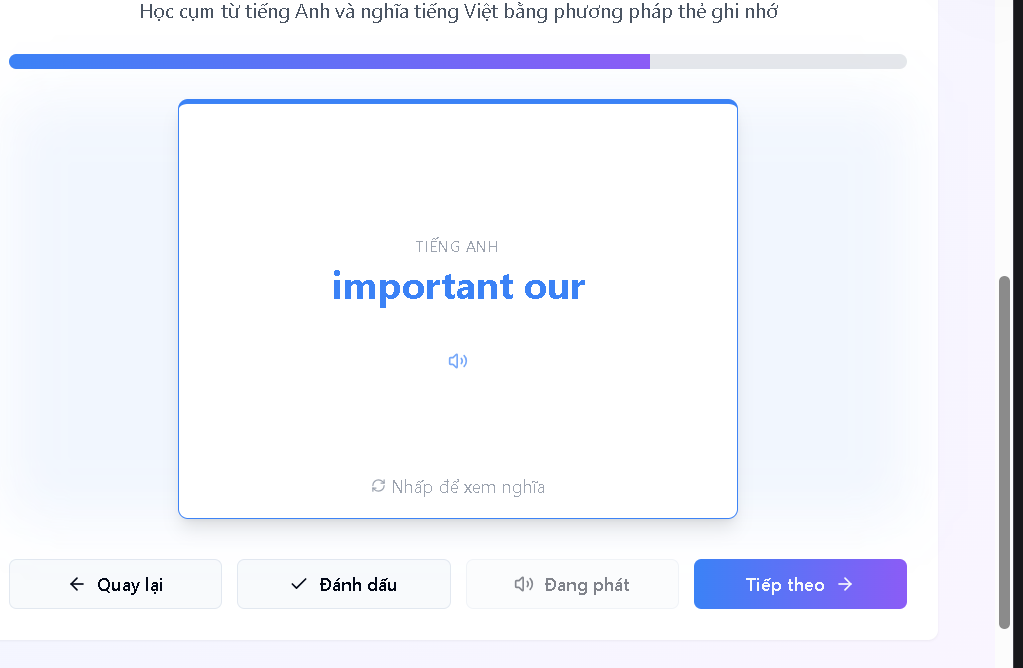 Học cụm từ tiếng Anh và nghĩa tiếng Việt bằng phương pháp thẻ ghi nhớ
TIẾNG ANH
important our
Nhấp để xem nghĩa
Quay lại
Đánh dấu
Đang phát
Tiếp theo